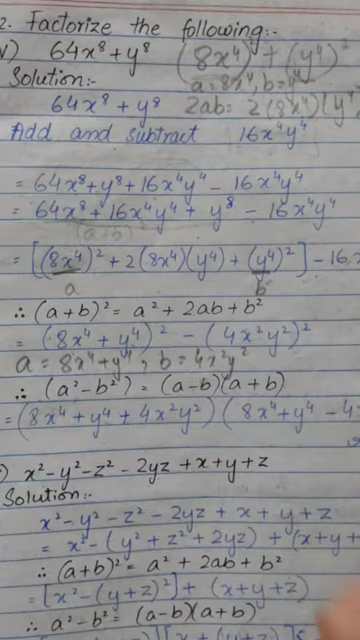 2. Factorize the following:-
v) 64x⁸ + y⁸ (8x⁴)² + (y⁴)²
Solution:- a = 8x⁴, b = y⁴
64x⁸ + y⁸ 2ab = 2(8x⁴)(y⁴
Add and subtract 16x⁴y⁴
= 64x⁸ + y⁸ + 16x⁴y⁴ - 16x⁴y⁴
= 64x⁸ + 16x⁴y⁴ + y⁸ - 16x⁴y⁴
(a+b)²
= [(8x⁴)² + 2(8x⁴)(y⁴) + (y⁴)²] - 16
a b
∴ (a+b)² = a² + 2ab + b²
= (8x⁴ + y⁴)² - (4x²y²)²
a = 8x⁴ + y⁴, b = 4x²y²
∴ (a² - b²) = (a-b)(a+b)
= (8x⁴ + y⁴ + 4x²y²) (8x⁴ + y⁴ - 4
) x² - y² - z² - 2yz + x + y + z
Solution:-
x² - y² - z² - 2yz + x + y + z
= x² - (y² + z² + 2yz) + (x + y +
∴ (a+b)² = a² + 2ab + b²
= [x² - (y+z)²] + (x+y+z)
∴ a² - b² = (a-b)(a+b)